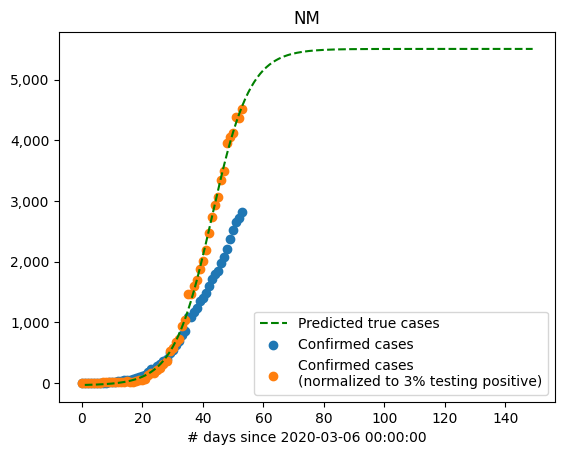 NM
5,000
4,000
3,000
2,000
1,000
0
Predicted true cases
Confirmed cases
Confirmed cases
(normalized to 3% testing positive)
0 20 40 60 80 100 120 140
# days since 2020-03-06 00:00:00